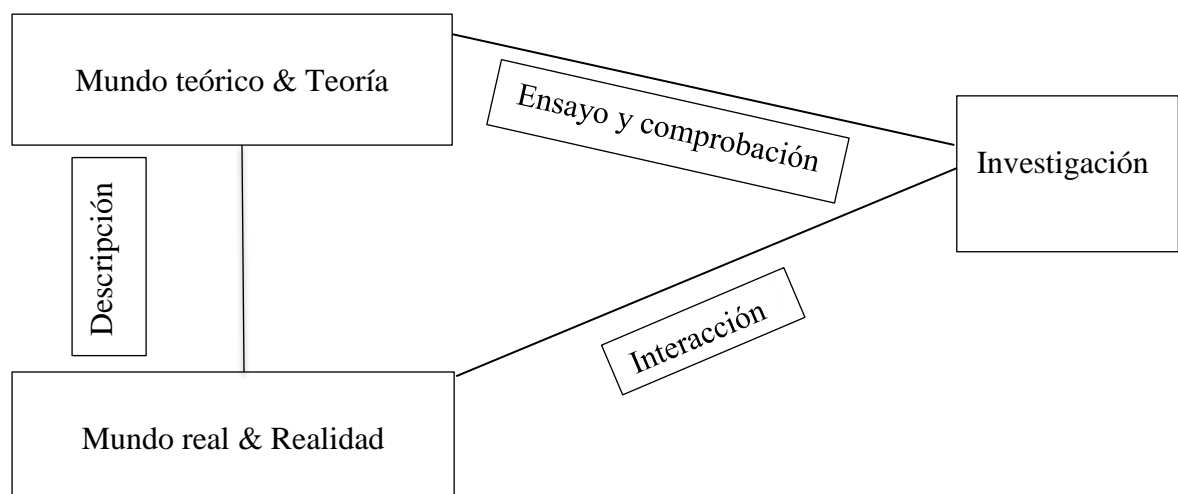 Mundo teórico & Teoría
Ensayo y comprobación
Investigación
Descripción
Interacción
Mundo real & Realidad